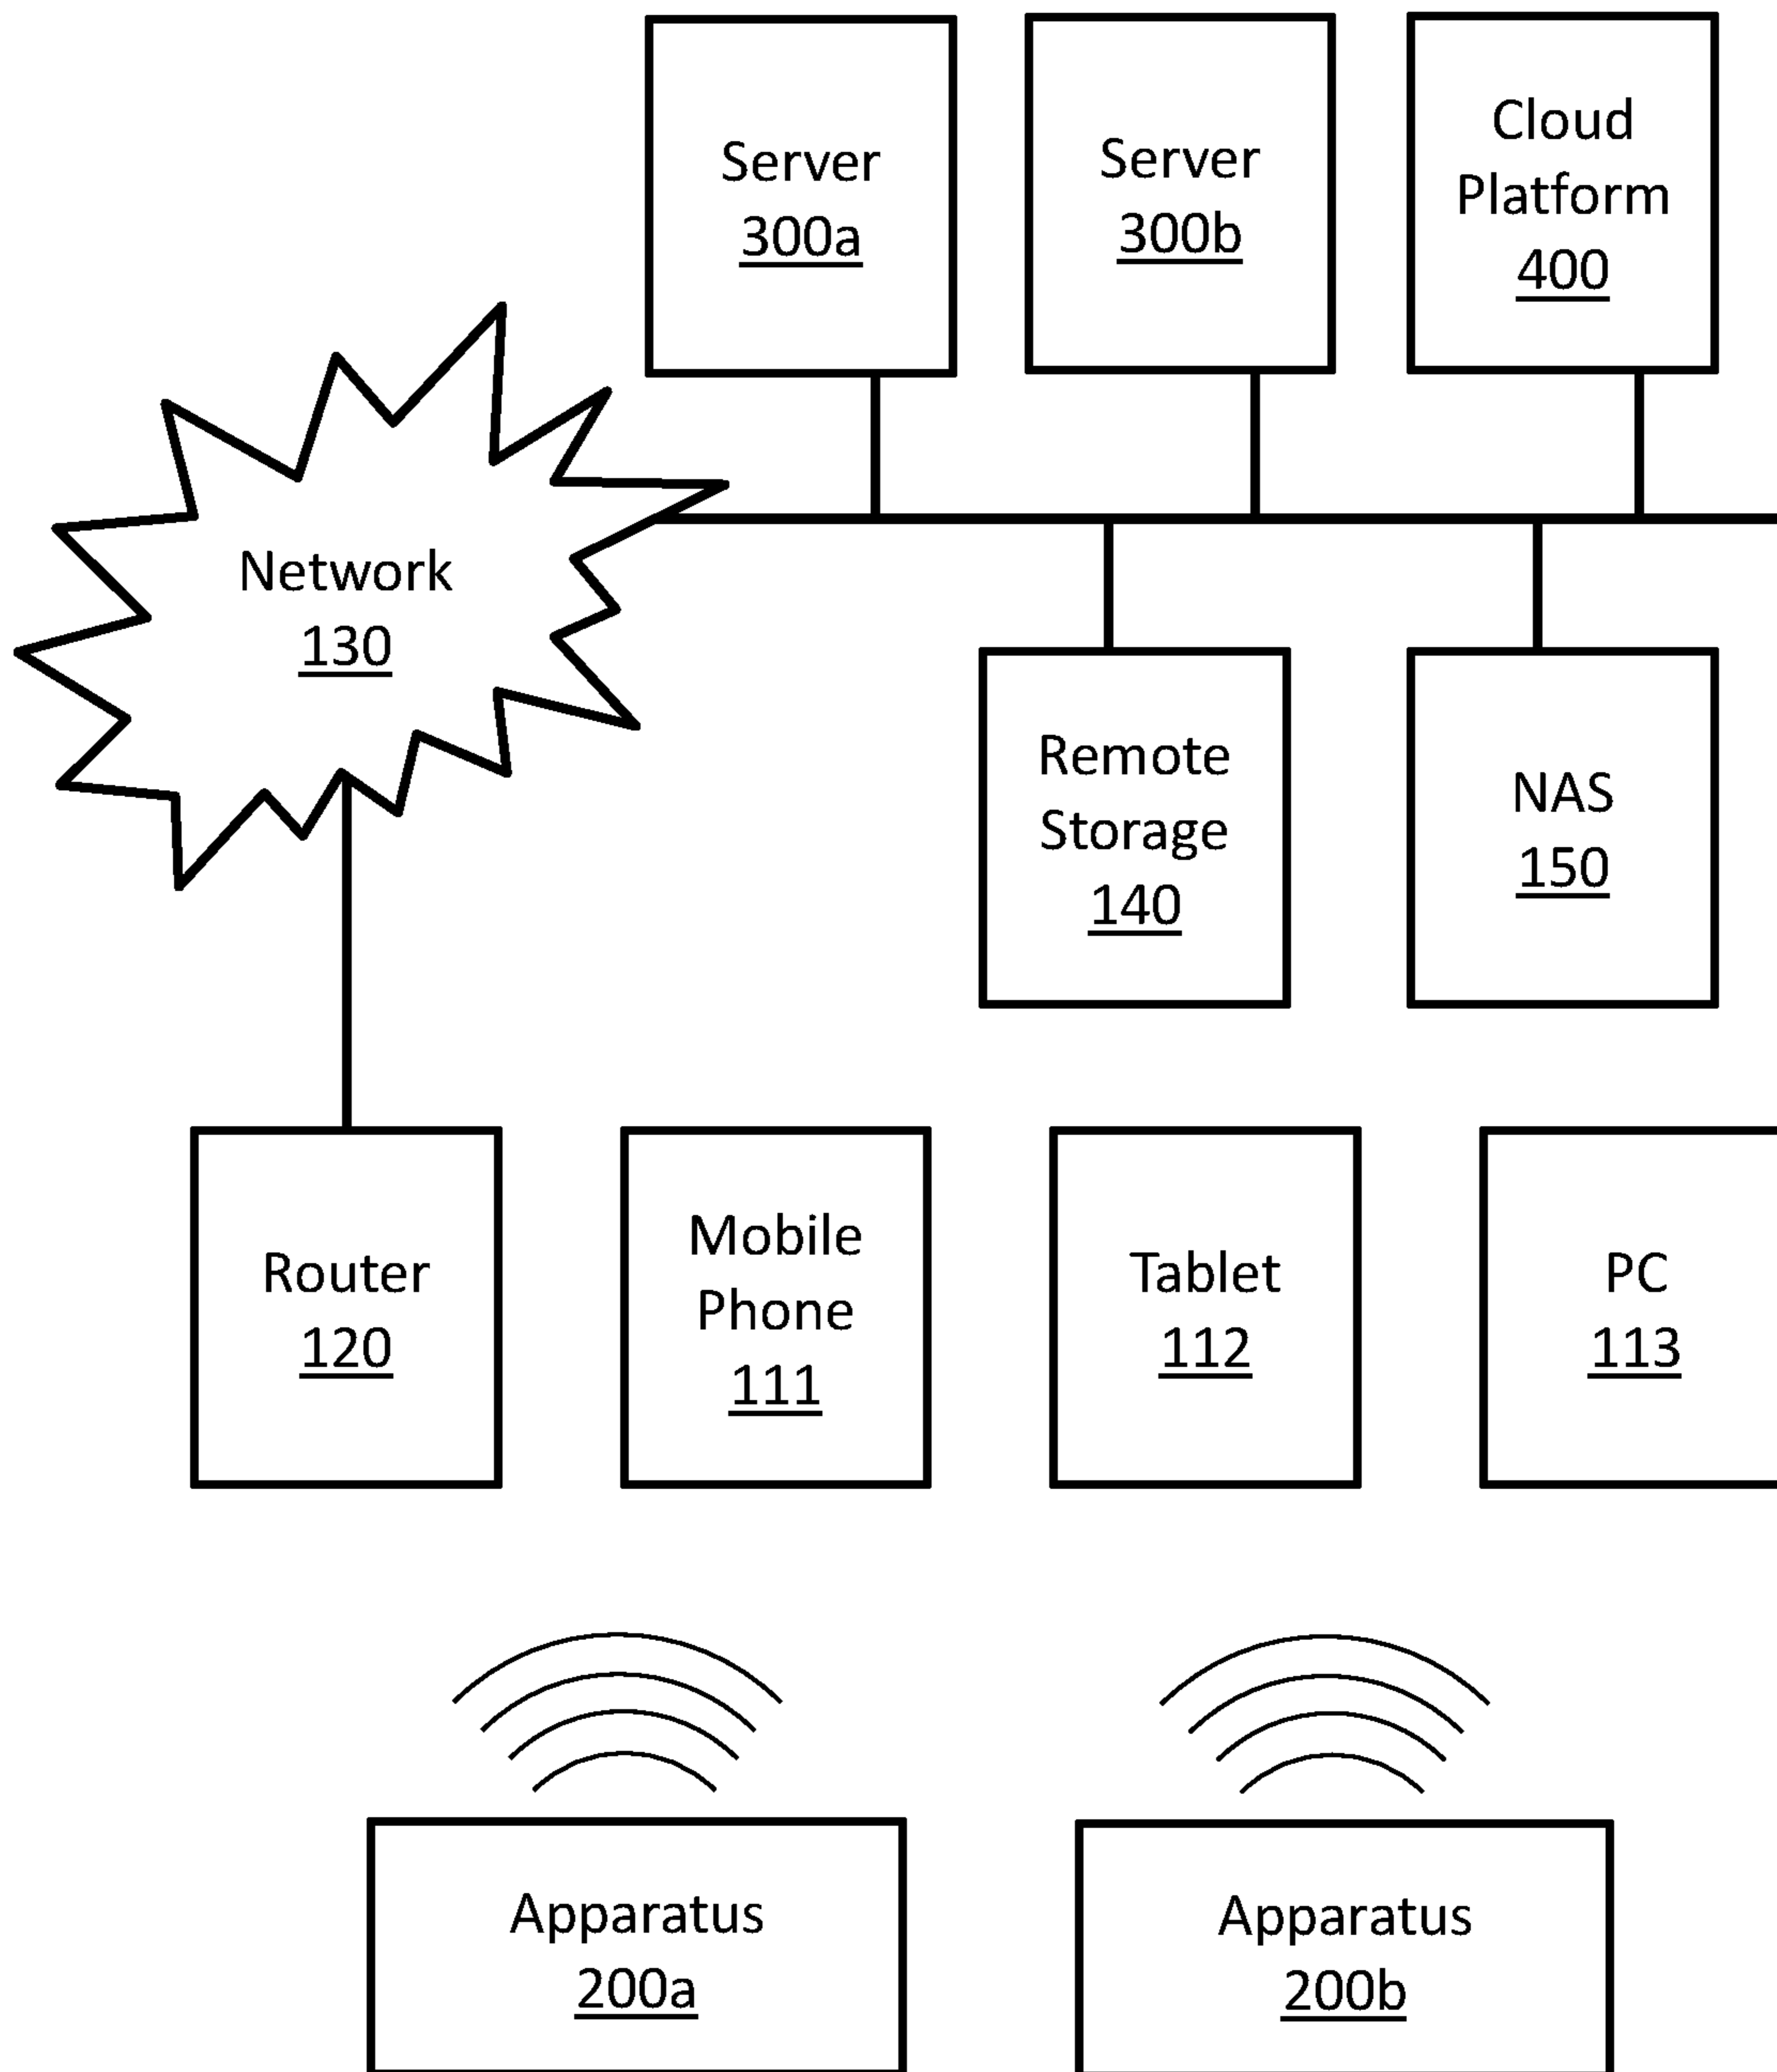 Server
300a
Server
300b
Cloud
Platform
400
Network
130
Remote
Storage
140
NAS
150
Router
120
Mobile
Phone
111
Tablet
112
PC
113
Apparatus
200a
Apparatus
200b